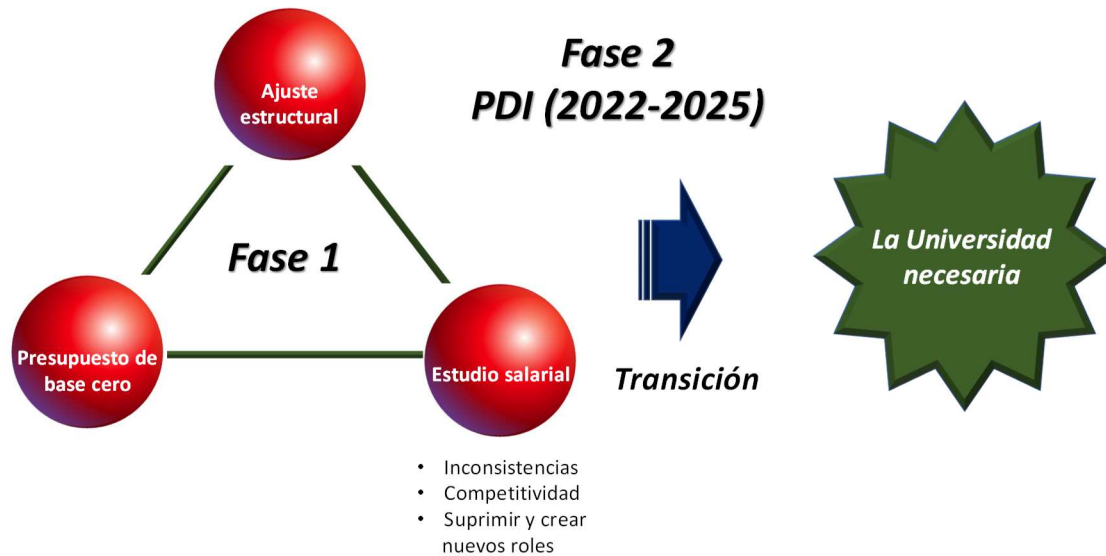 Ajuste
estructural
Fase 2
PDI (2022-2025)
Fase 1
La Universidad
necesaria
Presupuesto de
base cero
Estudio salarial
Transición
• Inconsistencias
• Competitividad
• Suprimir y crear
nuevos roles